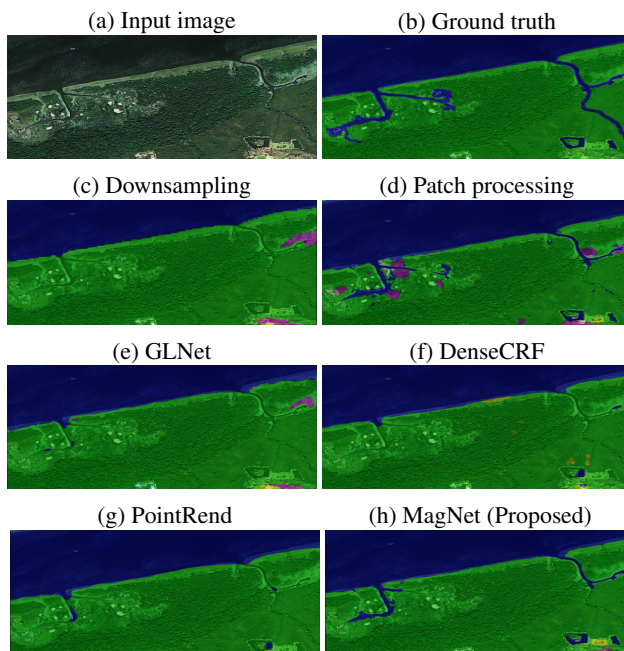 (a) Input image
(b) Ground truth
(c) Downsampling
(d) Patch processing
(e) GLNet
(f) DenseCRF
(g) PointRend
(h) MagNet (Proposed)